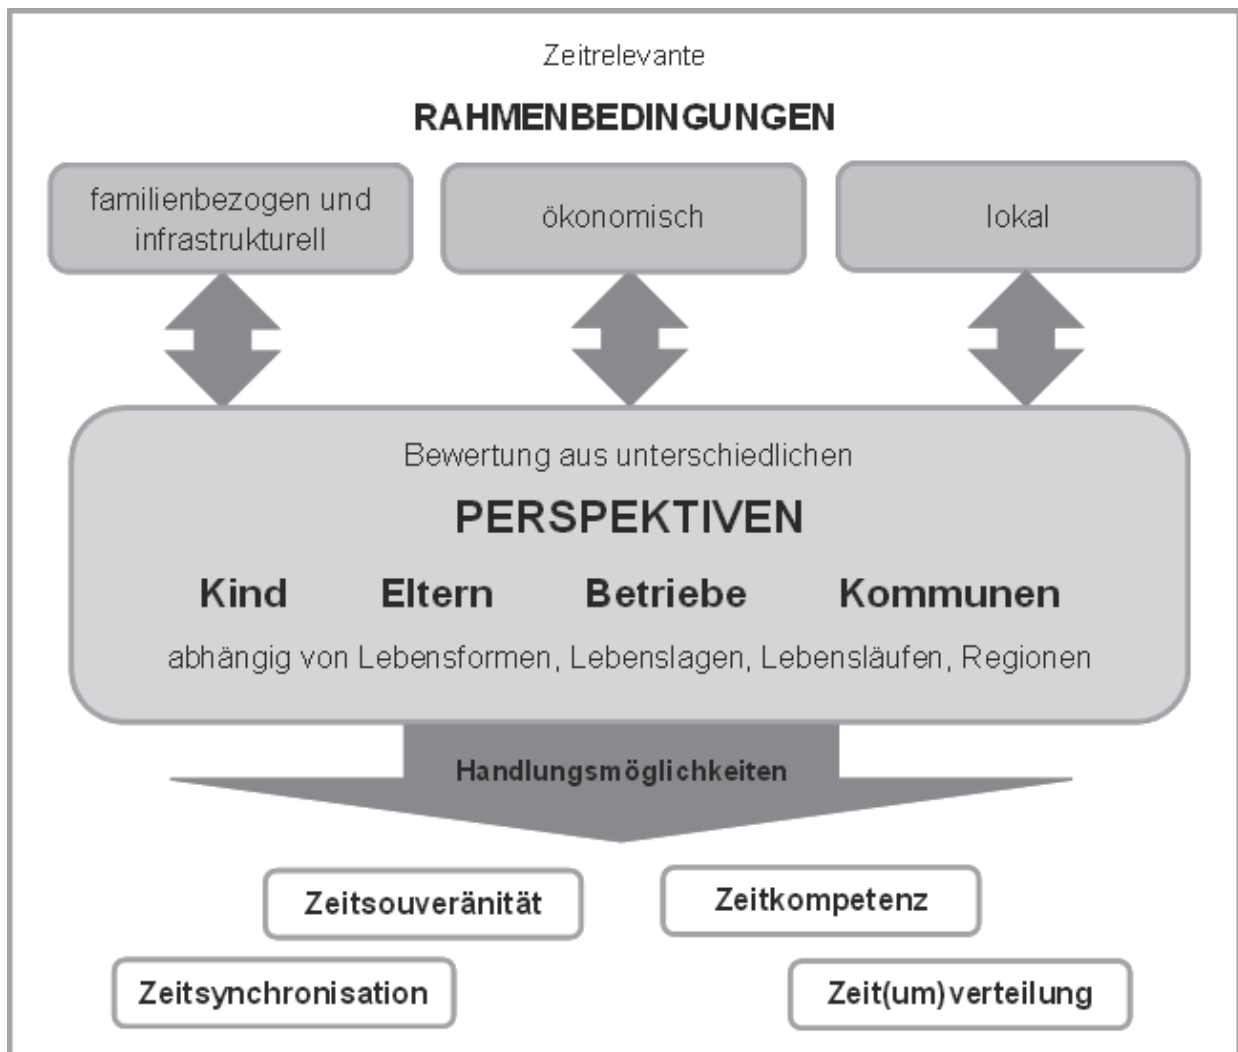 Zeitrelevante
RAHMENBEDINGUNGEN
familienbezogen und
infrastrukturell
ökonomisch
lokal
Bewertung aus unterschiedlichen
PERSPEKTIVEN
Kind Eltern Betriebe Kommunen
abhängig von Lebensformen, Lebenslagen, Lebensläufen, Regionen
Handlungsmöglichkeiten
Zeitsouveränität
Zeitkompetenz
Zeitsynchronisation
Zeit(um)verteilung